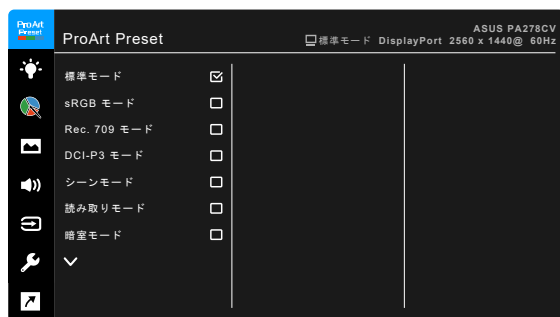 ProArt
Preset
ProArt Preset
ASUS PA278CV
標準モード DisplayPort 2560 x 1440@ 60Hz
標準モード
sRGB モード
Rec. 709 モード
DCI-P3 モード
シーンモード
読み取りモード
暗室モード